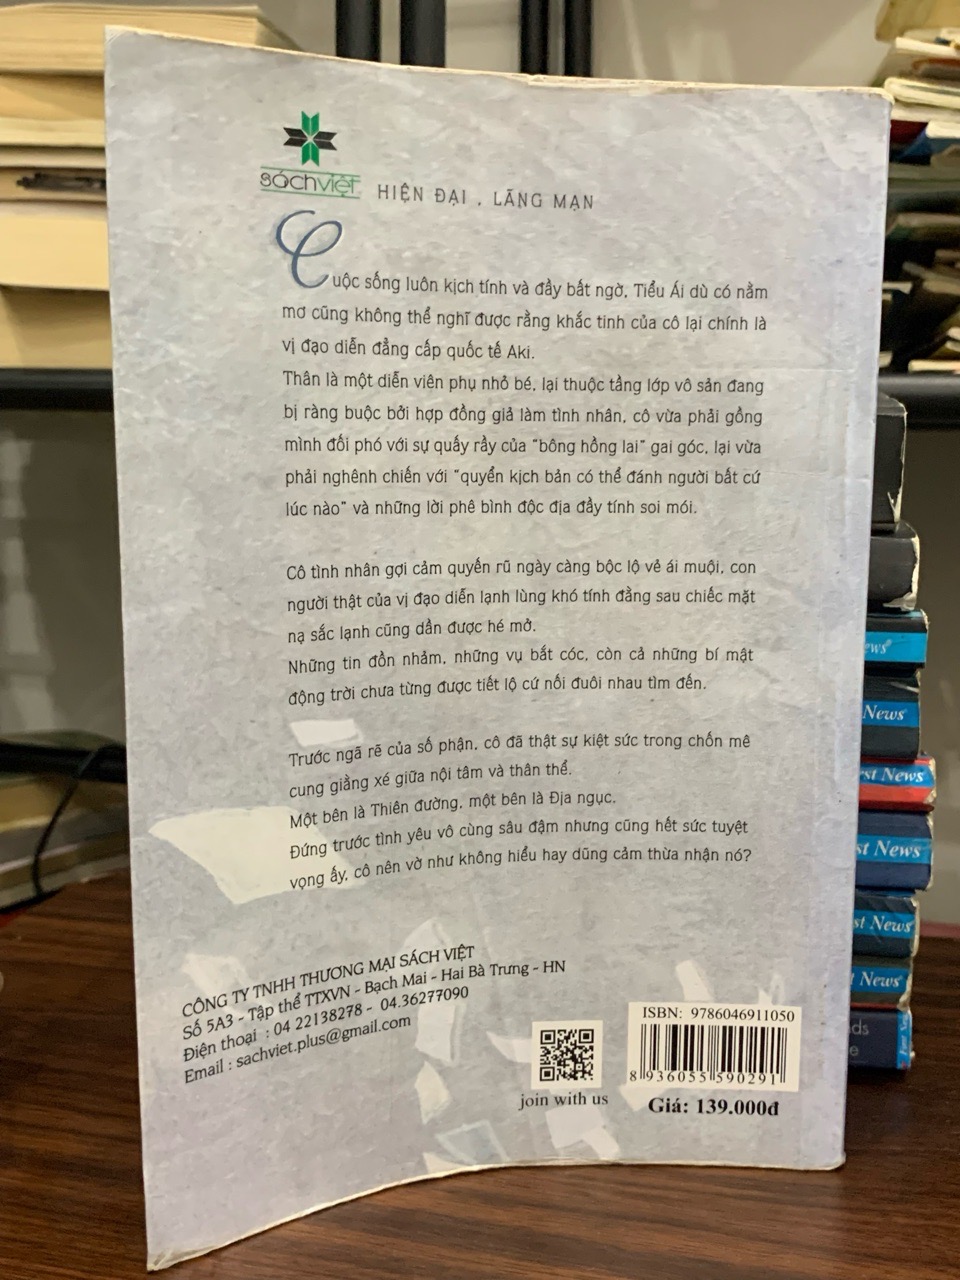 sáchviệt
HIỆN ĐẠI . LÃNG MẠN
Cuộc sống luôn kịch tính và đầy bất ngờ, Tiểu Ái dù có nằm
mơ cũng không thể nghĩ được rằng khắc tinh của cô lại chính là
vị đạo diễn đẳng cấp quốc tế Aki.
Thân là một diễn viên phụ nhỏ bé, lại thuộc tầng lớp vô sản đang
bị ràng buộc bởi hợp đồng giả làm tình nhân, cô vừa phải gồng
mình đối phó với sự quấy rầy của "bông hồng lai" gai góc, lại vừa
phải nghênh chiến với "quyển kịch bản có thể đánh người bất cứ
lúc nào" và những lời phê bình độc địa đầy tính soi mói.
Cô tình nhân gợi cảm quyến rũ ngày càng bộc lộ vẻ ái muội, con
người thật của vị đạo diễn lạnh lùng khó tính đằng sau chiếc mặt
nạ sắc lạnh cũng dần được hé mở.
Những tin đồn nhảm, những vụ bắt cóc, còn cả những bí mật
động trời chưa từng được tiết lộ cứ nối đuôi nhau tìm đến.
Trước ngã rẽ của số phận, cô đã thật sự kiệt sức trong chốn mê
cung giằng xé giữa nội tâm và thân thể.
Một bên là Thiên đường, một bên là Địa ngục.
Đứng trước tình yêu vô cùng sâu đậm nhưng cũng hết sức tuyệt
vọng ấy, cô nên vờ như không hiểu hay dũng cảm thừa nhận nó?
CÔNG TY TNHH THƯƠNG MẠI SÁCH VIỆT
Số 5A3 - Tập thể TTXVN - Bạch Mai - Hai Bà Trưng - HN
Điện thoại : 04 22138278 - 04.36277090
Email : sachviet.plus@gmail.com
join with us
ISBN: 9786046911050
8 936055 590291
Giá: 139.000đ
ews
News
st News
st News
st News
t News
ds
e
First News